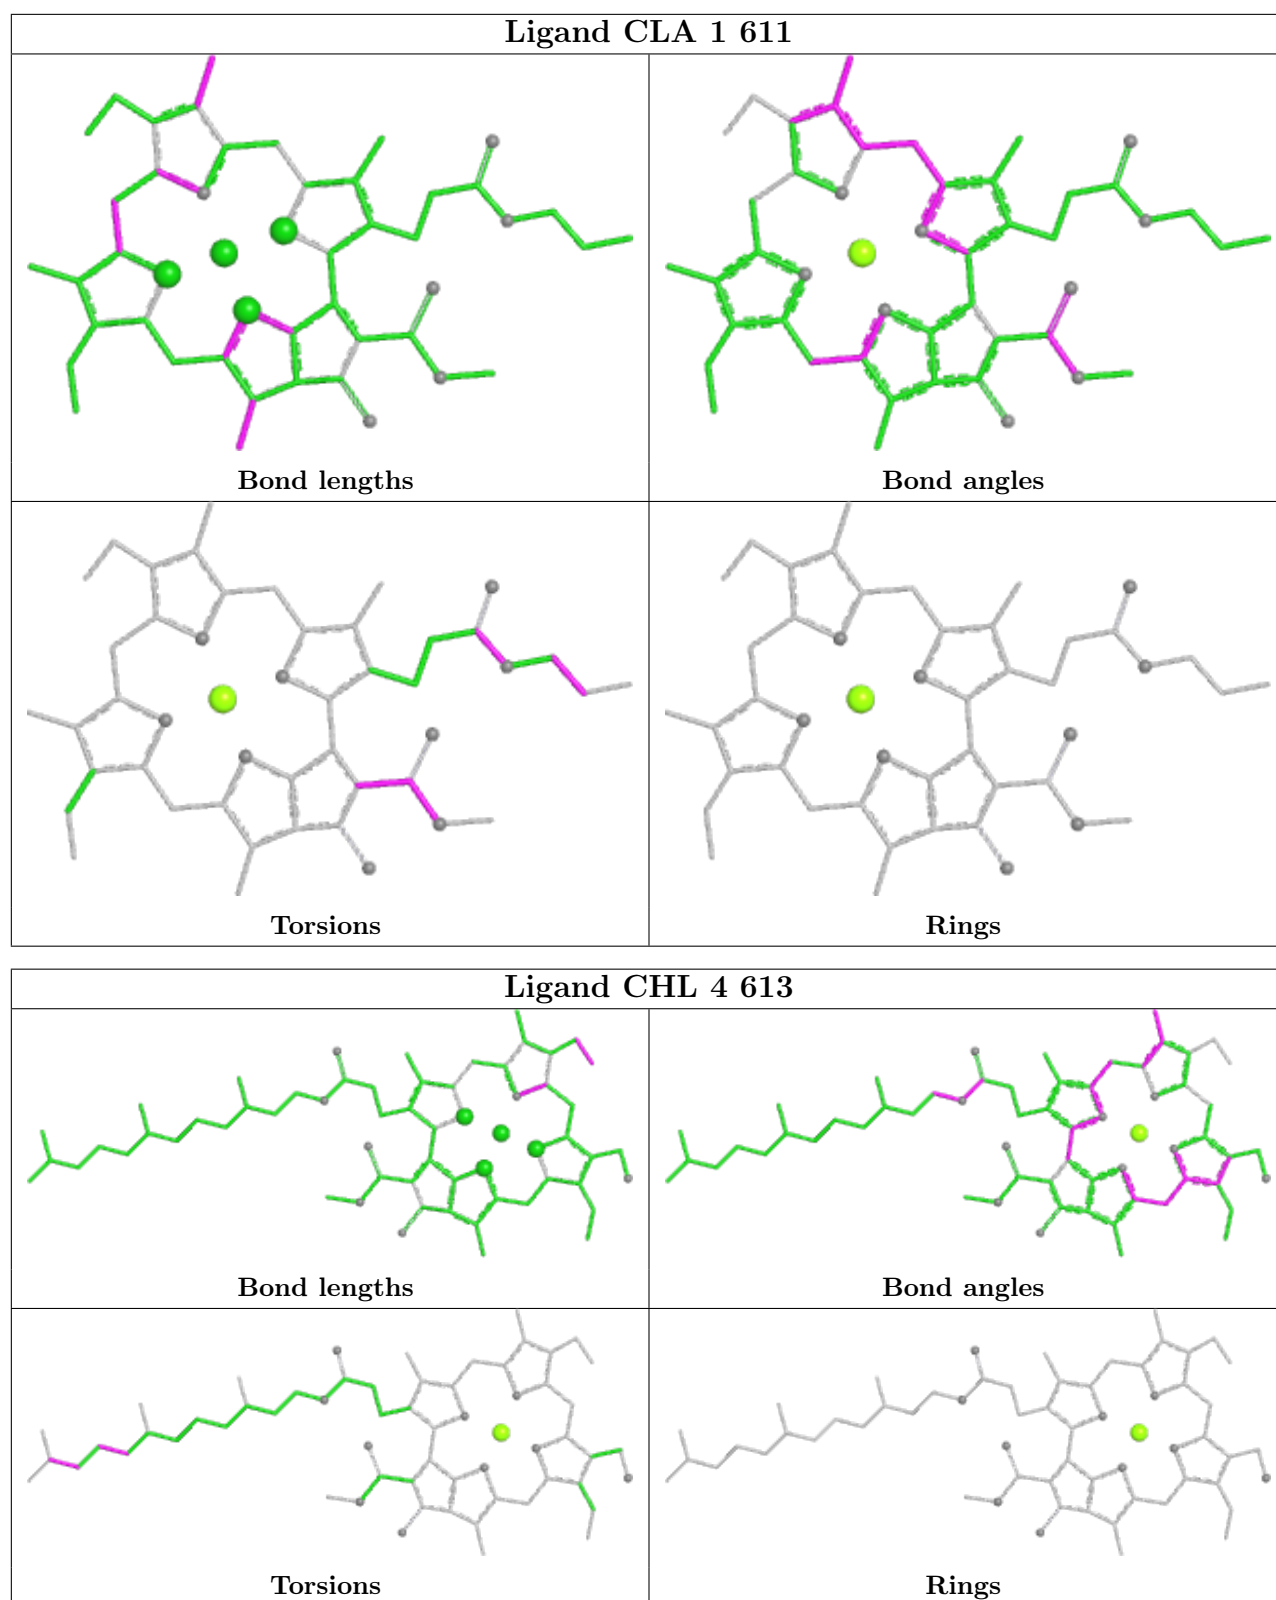 Ligand CLA 1 611
Bond lengths
Bond angles
Torsions
Rings
Ligand CHL 4 613
Bond lengths
Bond angles
Torsions
Rings